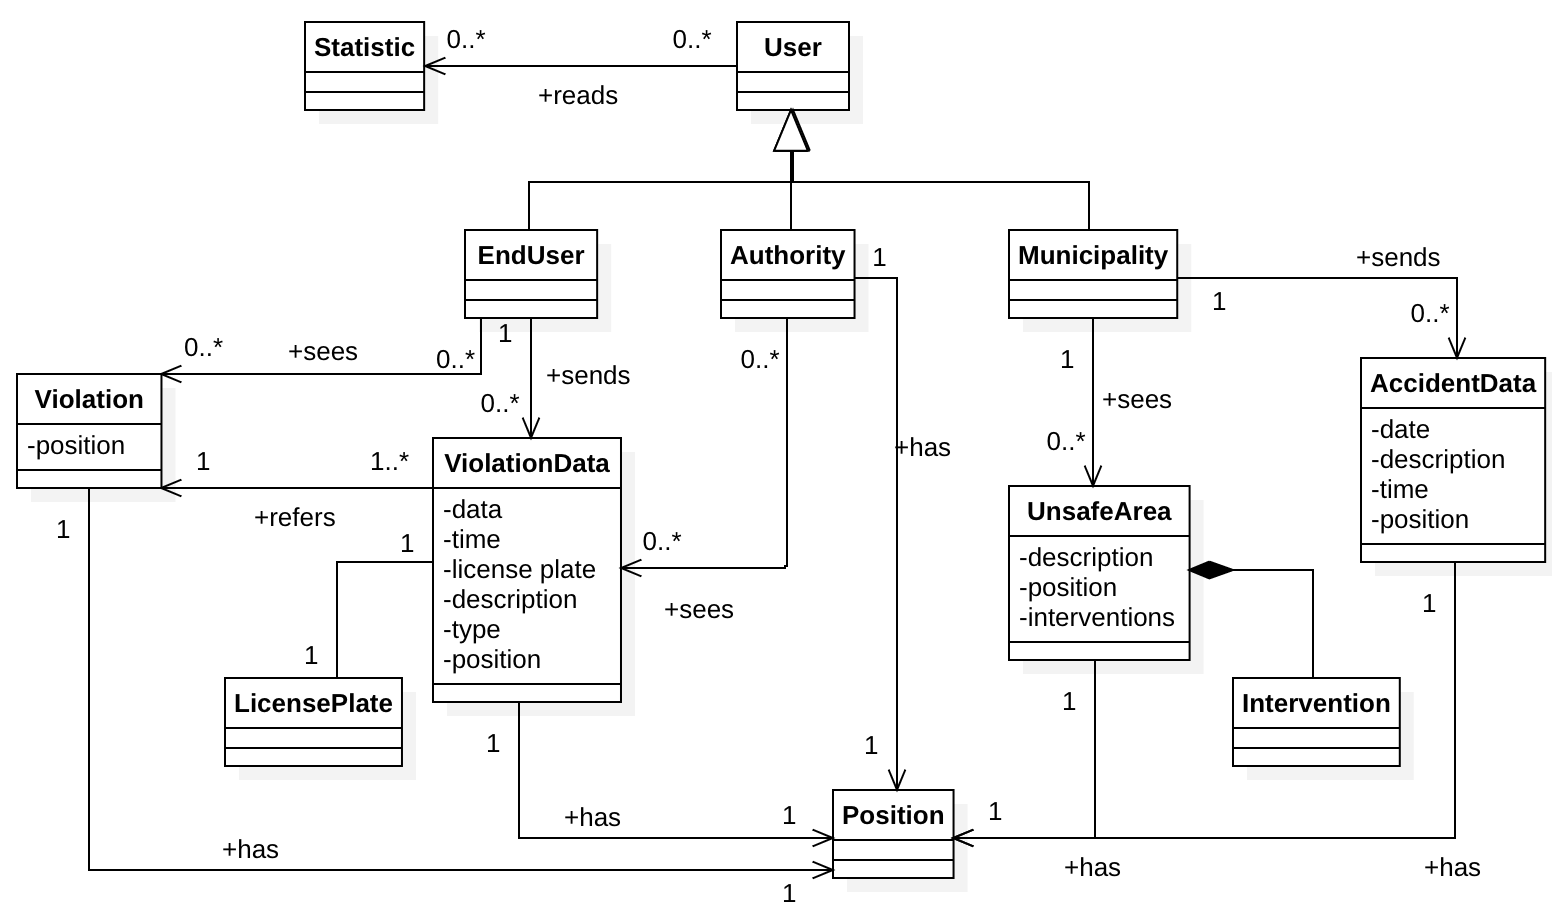 Statistic
0..*
0..*
User
+reads
EndUser
Authority
1
Municipality
+sends
1
0..*
0..*
+sees
0..*
1
+sends
0..*
0..*
1
+sees
0..*
Violation
-position
1
1..*
+refers
ViolationData
-data
-time
-license plate
-description
-type
-position
+has
0..*
+sees
UnsafeArea
-description
-position
-interventions
AccidentData
-date
-description
-time
-position
1
1
1
LicensePlate
1
1
1
Intervention
1
+has
1
Position
1
+has
1
+has
+has